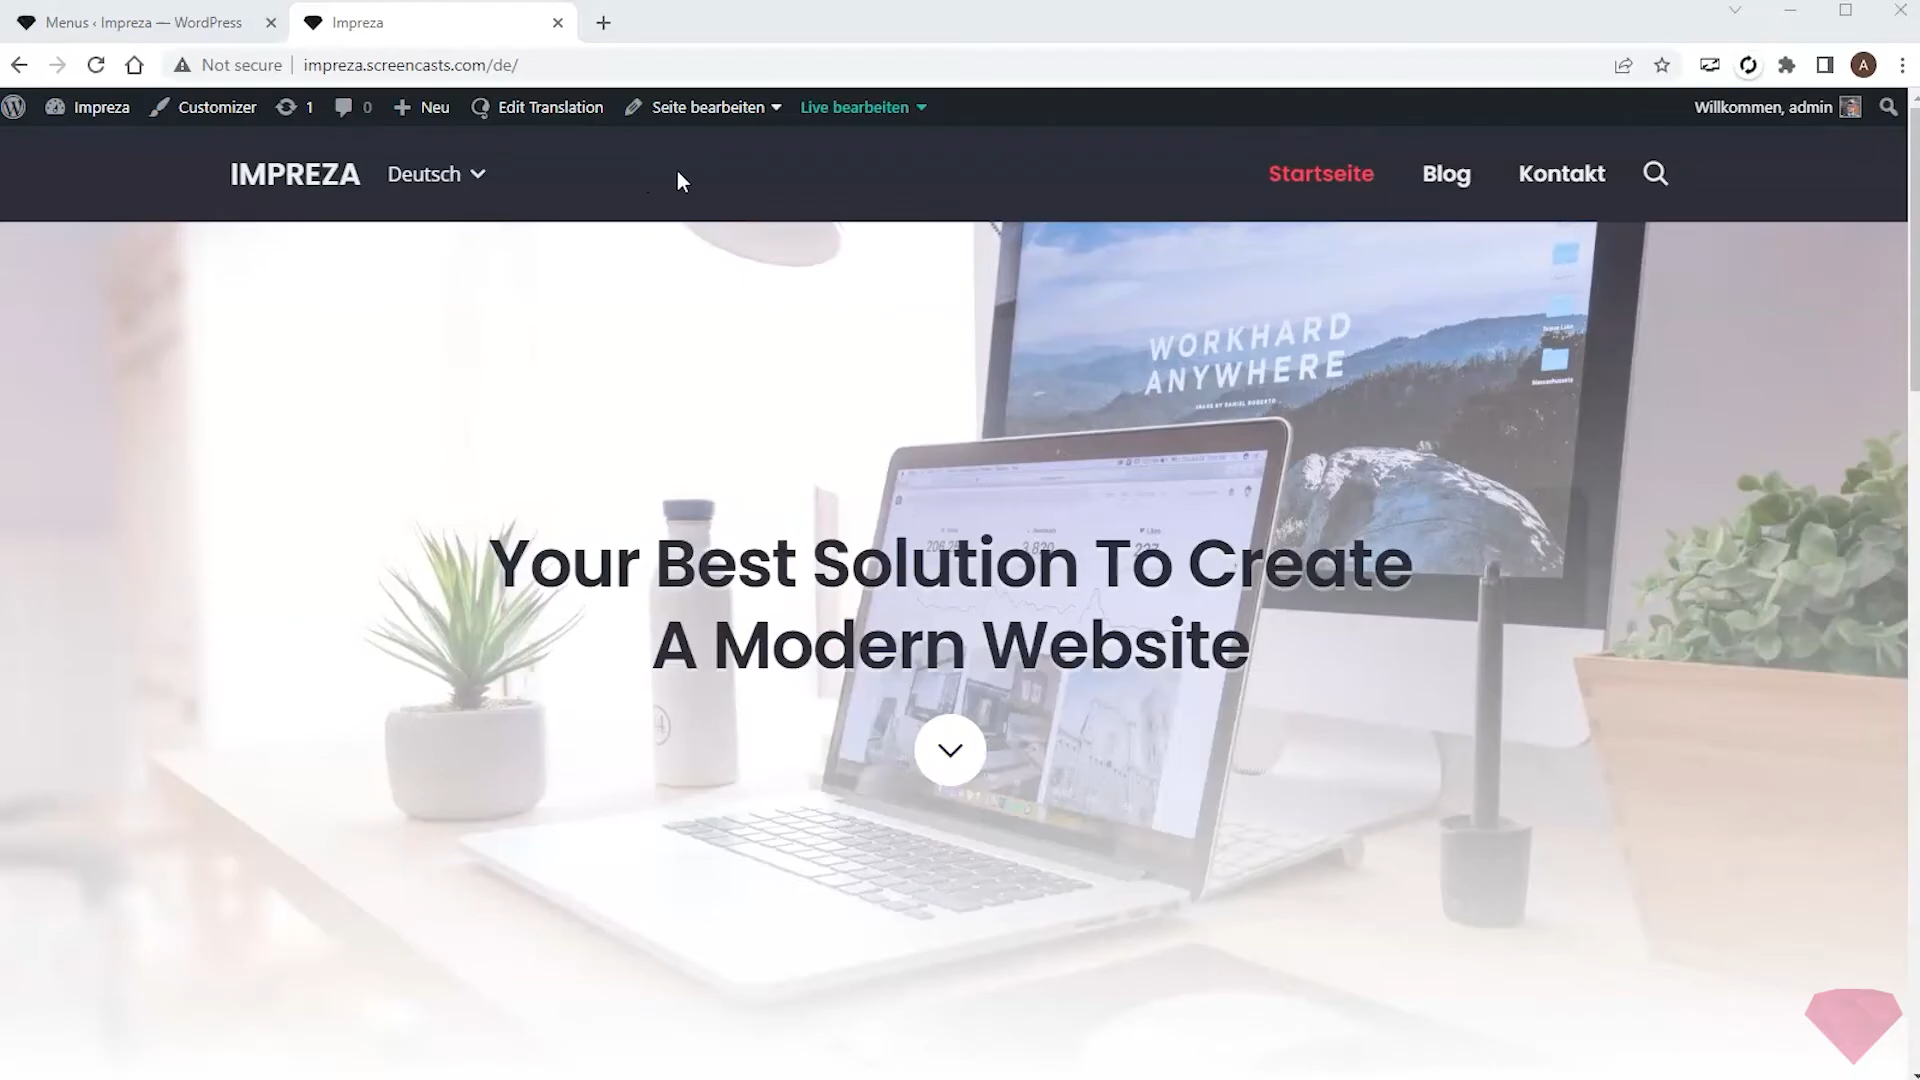 Menus ‹ Impreza — WordPress
Impreza
Not secure
impreza.screencasts.com/de/
A
Impreza
Customizer
1
0
Neu
Edit Translation
Seite bearbeiten
Live bearbeiten
Willkommen, admin
IMPREZA
Deutsch
Startseite
Blog
Kontakt
WORKHARD
ANYWHERE
Your Best Solution To Create
A Modern Website